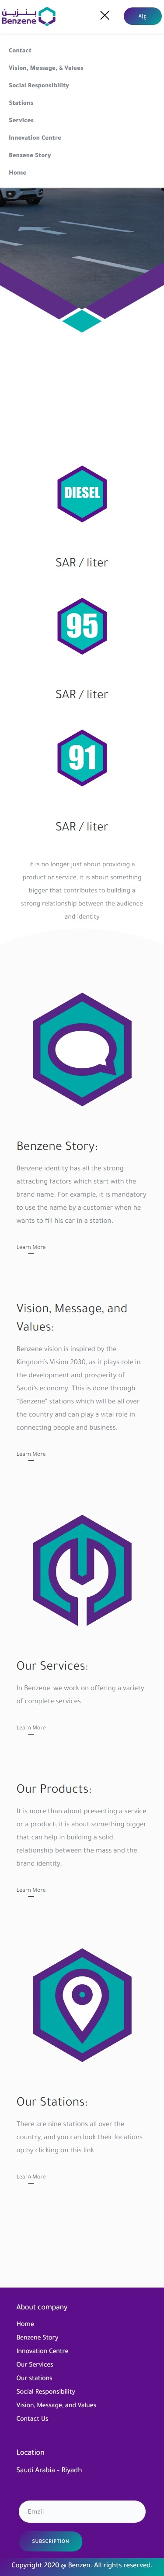 بنزين
Benzene
Contact
Vision, Message, & Values
Social Responsibility
Stations
Services
Innovation Centre
Benzene Story
Home
DIESEL
SAR / liter
95
SAR / liter
91
SAR / liter
It is no longer just about providing a
product or service, it is about something
bigger that contributes to building a
strong relationship between the audience
and identity
Benzene Story:
Benzene identity has all the strong
attracting factors which start with the
brand name. For example, it is mandatory
to use the name by a customer when he
wants to fill his car in a station.
Learn More
Vision, Message, and
Values:
Benzene vision is inspired by the
Kingdom's Vision 2030, as it plays role in
the development and prosperity of
Saudi's economy. This is done through
"Benzene" stations which will be all over
the country and can play a vital role in
connecting people and business.
Learn More
Our Services:
In Benzene, we work on offering a variety
of complete services.
Learn More
Our Products:
It is more than about presenting a service
or a product; it is about something bigger
that can help in building a solid
relationship between the mass and the
brand identity.
Learn More
Our Stations:
There are nine stations all over the
country, and you can look their locations
up by clicking on this link.
Learn More
About company
Home
Benzene Story
Innovation Centre
Our Services
Our stations
Social Responsibility
Vision, Message, and Values
Contact Us
Location
Saudi Arabia - Riyadh
Email
SUBSCRIPTION
Copyright 2020 @ Benzen. All rights reserved.